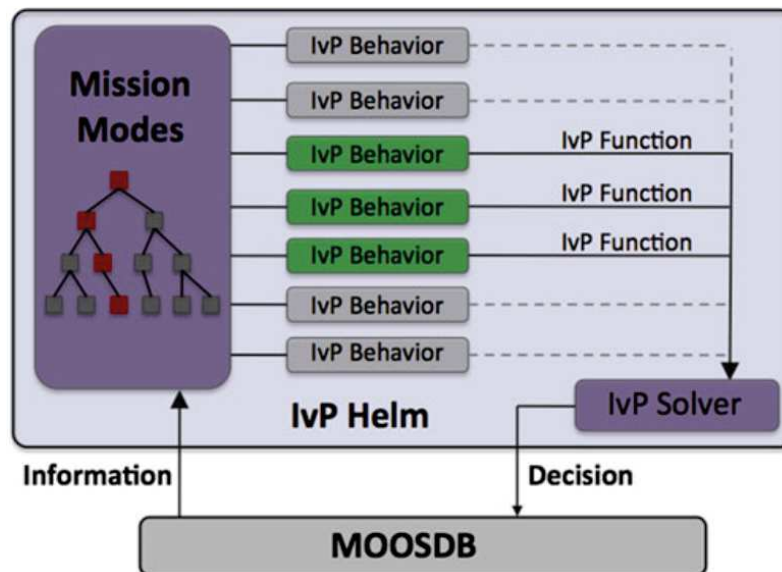 Mission
Modes
IvP Behavior
IvP Behavior
IvP Behavior
IvP Function
IvP Behavior
IvP Function
IvP Behavior
IvP Function
IvP Behavior
IvP Behavior
IvP Helm
IvP Solver
Information
Decision
MOOSDB